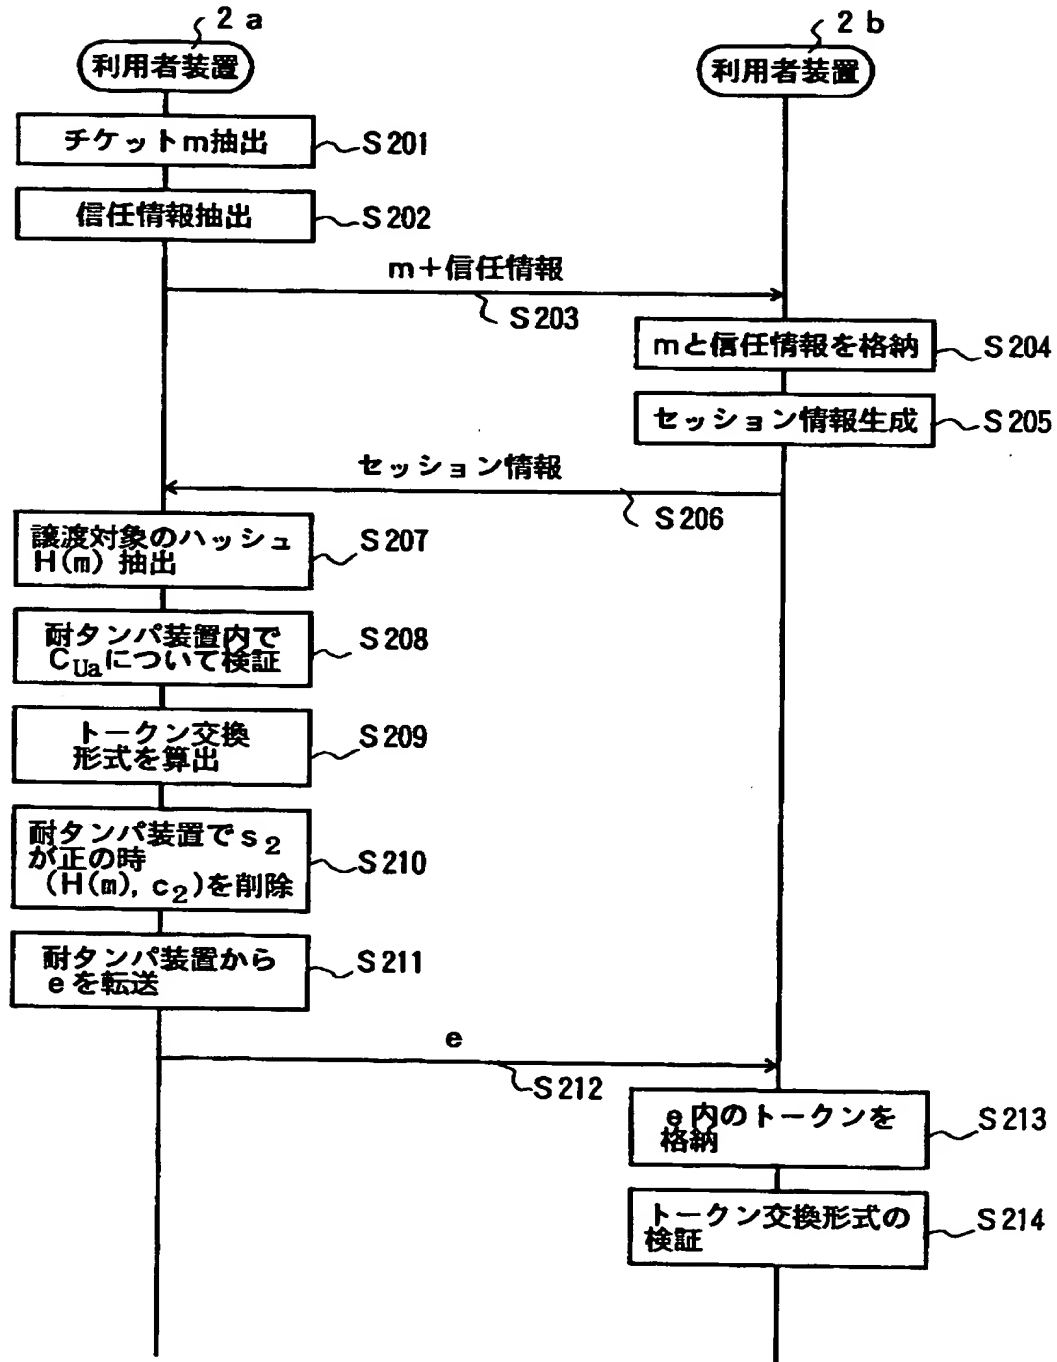 2a
利用者装置
2b
利用者装置
チケットm抽出
S201
信任情報抽出
S202
m+信任情報
S203
mと信任情報を格納
S204
セッション情報生成
S205
セッション情報
S206
譲渡対象のハッシュ
H(m) 抽出
S207
耐タンパ装置内で
CUaについて検証
S208
トークン交換
形式を算出
S209
耐タンパ装置でs2
が正の時
(H(m), c2)を削除
S210
耐タンパ装置から
eを転送
S211
e
S212
e内のトークンを
格納
S213
トークン交換形式の
検証
S214